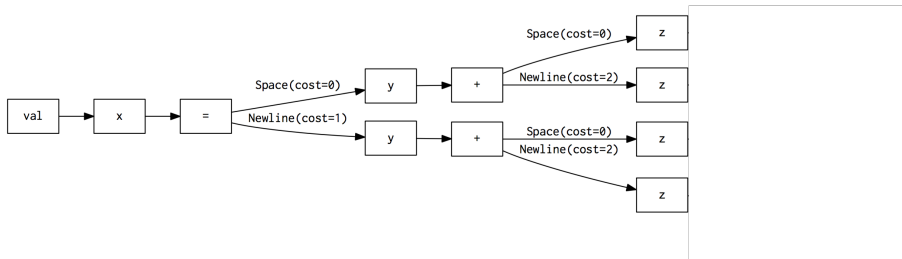 Space(cost=0)
z
Space(cost=0)
y
+
Newline(cost=2)
z
val
x
=
Newline(cost=1)
y
+
Space(cost=0)
z
Newline(cost=2)
z